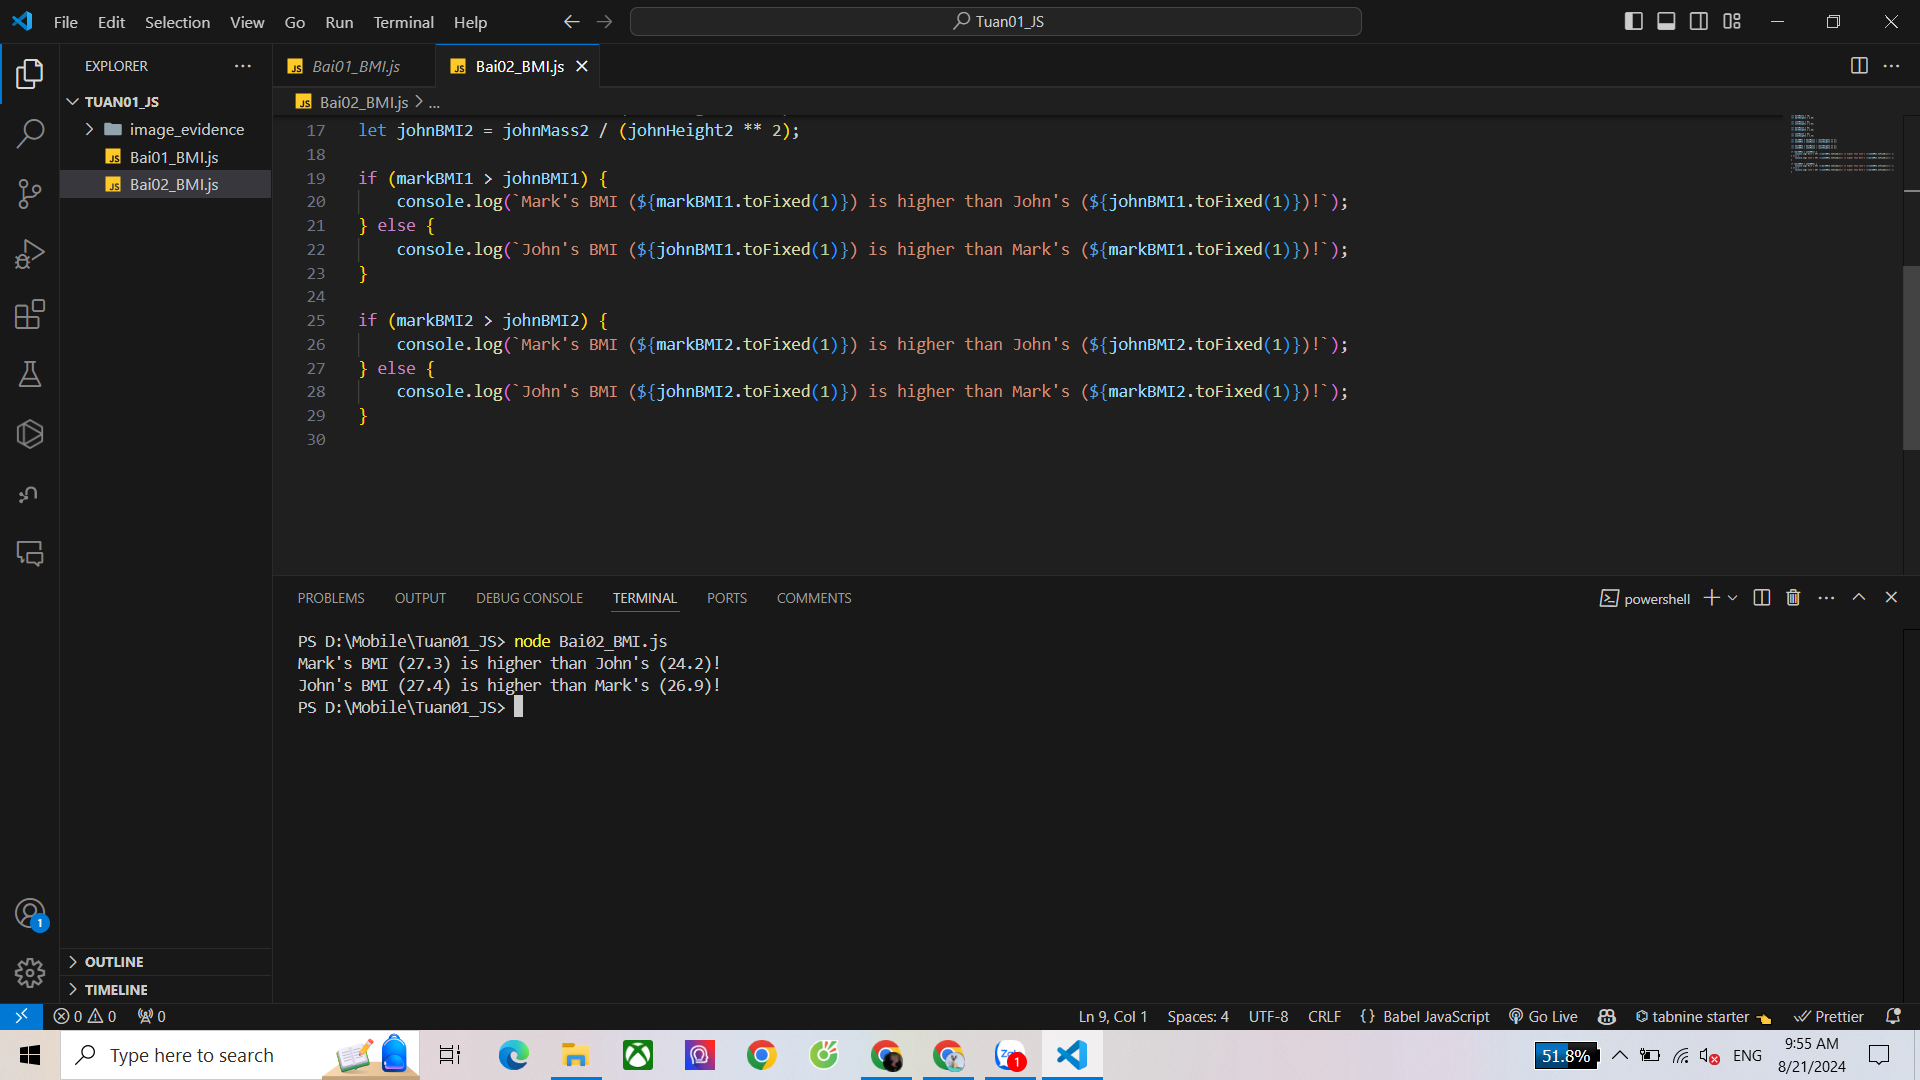 File Edit Selection View Go Run Terminal Help
Tuan01_JS
EXPLORER
TUAN01_JS
image_evidence
JS Bai01_BMI.js
JS Bai02_BMI.js
OUTLINE
TIMELINE
JS Bai01_BMI.js
JS Bai02_BMI.js
JS Bai02_BMI.js > ...
17 let johnBMI2 = johnMass2 / (johnHeight2 ** 2);
18
19 if (markBMI1 > johnBMI1) {
20     console.log(`Mark's BMI (${markBMI1.toFixed(1)}) is higher than John's (${johnBMI1.toFixed(1)})!`);
21 } else {
22     console.log(`John's BMI (${johnBMI1.toFixed(1)}) is higher than Mark's (${markBMI1.toFixed(1)})!`);
23 }
24
25 if (markBMI2 > johnBMI2) {
26     console.log(`Mark's BMI (${markBMI2.toFixed(1)}) is higher than John's (${johnBMI2.toFixed(1)})!`);
27 } else {
28     console.log(`John's BMI (${johnBMI2.toFixed(1)}) is higher than Mark's (${markBMI2.toFixed(1)})!`);
29 }
30
PROBLEMS OUTPUT DEBUG CONSOLE TERMINAL PORTS COMMENTS
powershell
PS D:\Mobile\Tuan01_JS> node Bai02_BMI.js
Mark's BMI (27.3) is higher than John's (24.2)!
John's BMI (27.4) is higher than Mark's (26.9)!
PS D:\Mobile\Tuan01_JS>
1
0 0 0
Ln 9, Col 1 Spaces: 4 UTF-8 CRLF {} Babel JavaScript Go Live tabnine starter Prettier
Type here to search
1
51.8%
ENG
9:55 AM
8/21/2024